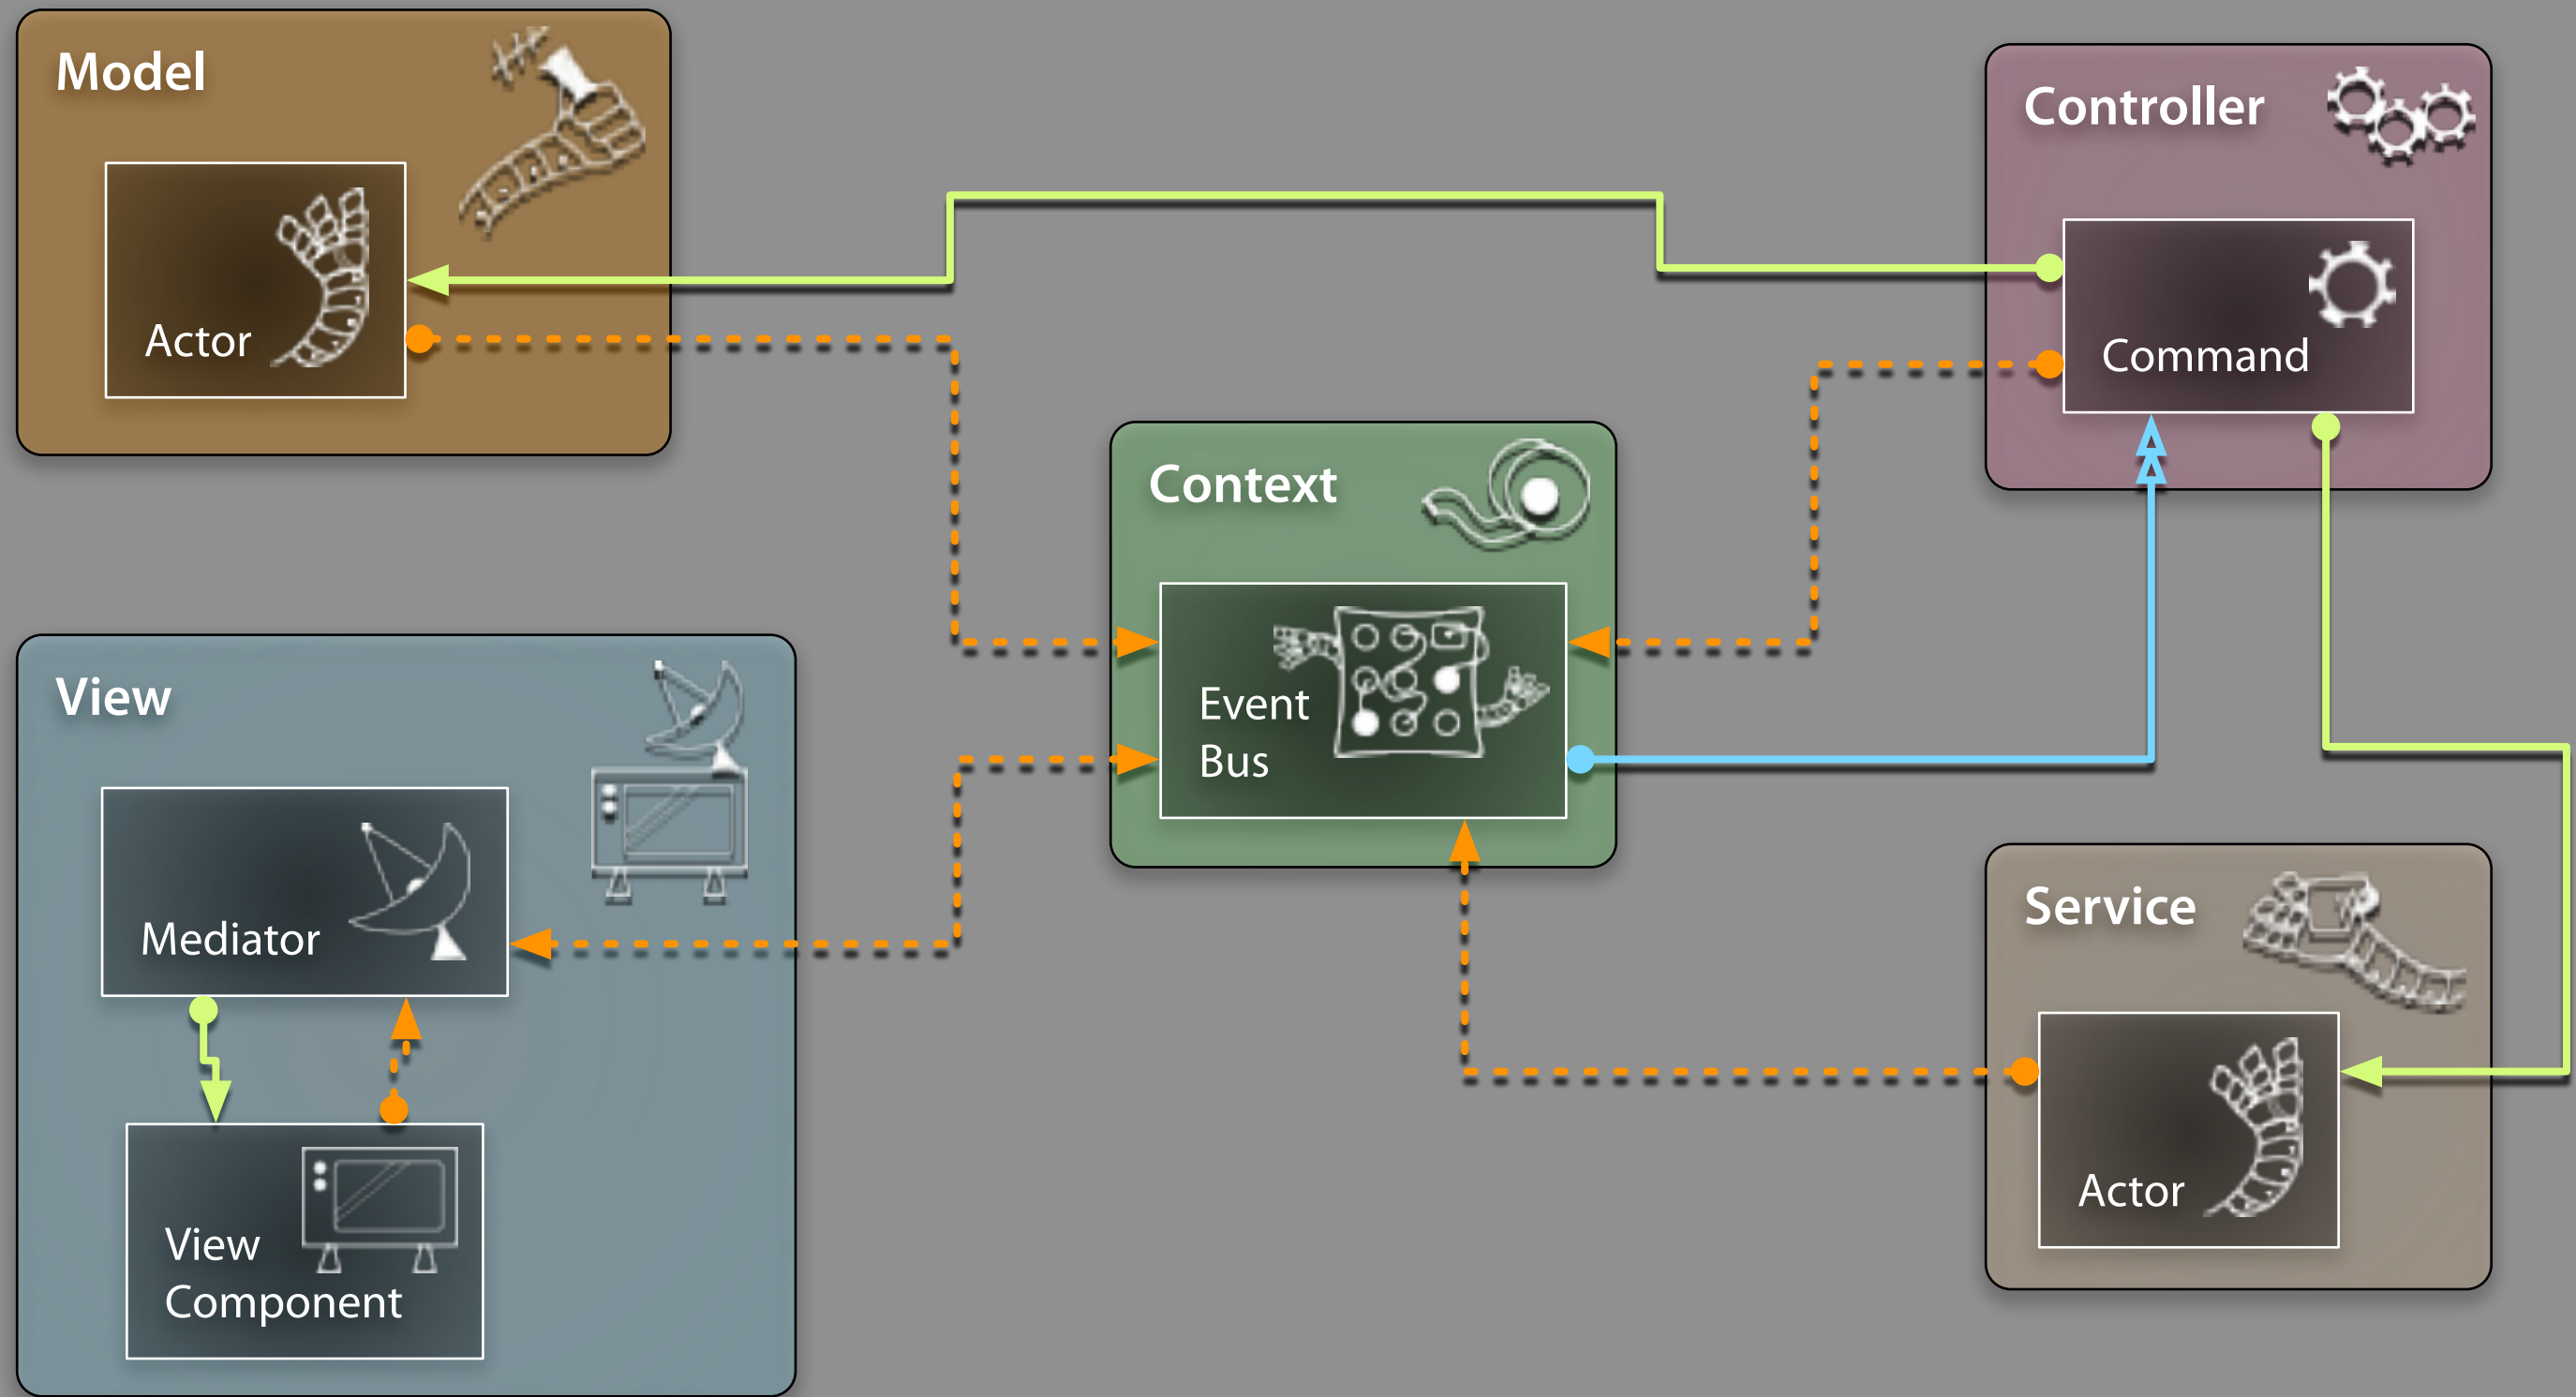 Model
Actor
Controller
Command
Context
Event
Bus
View
Mediator
View
Component
Service
Actor